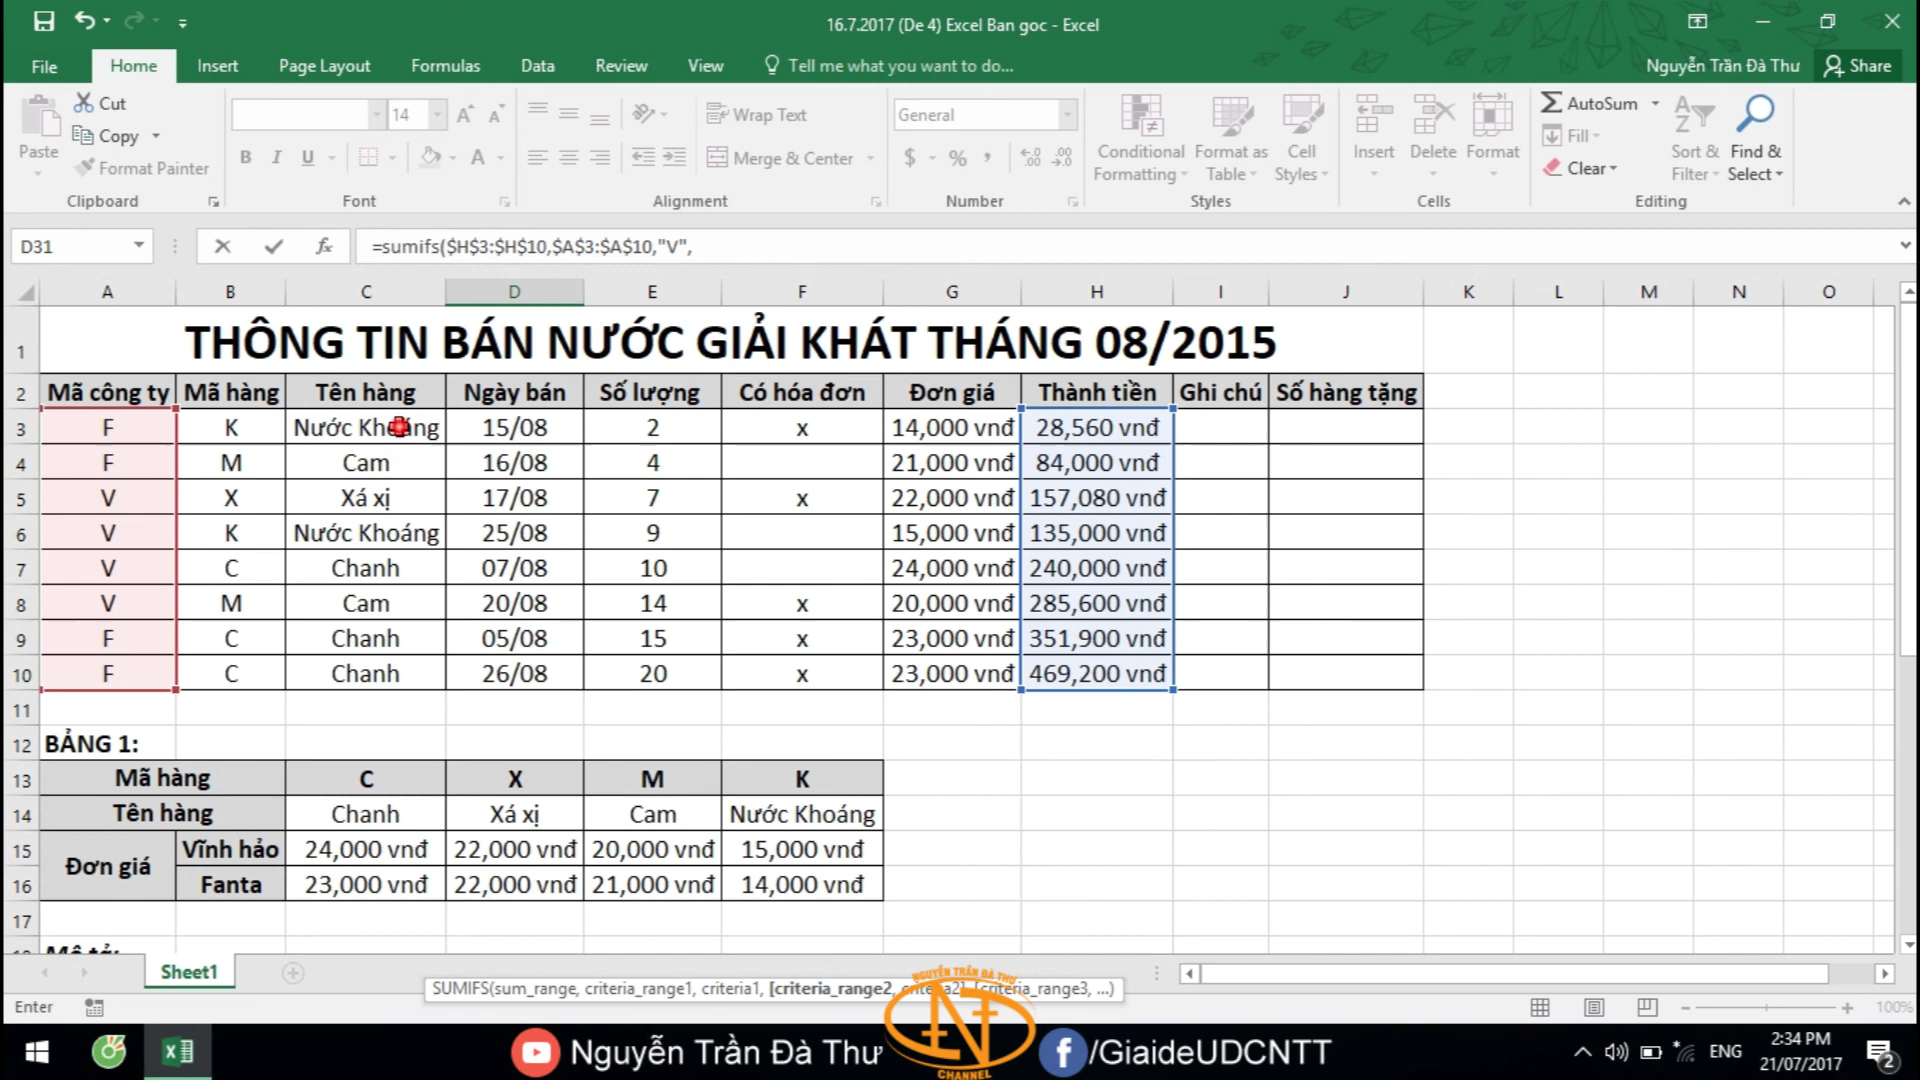 16.7.2017 (De 4) Excel Ban goc - Excel
File Home Insert Page Layout Formulas Data Review View Tell me what you want to do... Nguyễn Trần Đà Thư Share
Cut
Copy
Format Painter
Paste
Clipboard
14
B I U
Font
Wrap Text
Merge & Center
Alignment
General
$ % ,
Number
Conditional Formatting
Format as Table
Cell Styles
Styles
Insert Delete Format
Cells
AutoSum
Fill
Clear
Sort & Filter
Find & Select
Editing
D31 =sumifs($H$3:$H$10,$A$3:$A$10,"V",
A B C D E F G H I J K L M N O
1 THÔNG TIN BÁN NƯỚC GIẢI KHÁT THÁNG 08/2015
2 Mã công ty Mã hàng Tên hàng Ngày bán Số lượng Có hóa đơn Đơn giá Thành tiền Ghi chú Số hàng tặng
3 F K Nước Khoáng 15/08 2 x 14,000 vnđ 28,560 vnđ
4 F M Cam 16/08 4 21,000 vnđ 84,000 vnđ
5 V X Xá xị 17/08 7 x 22,000 vnđ 157,080 vnđ
6 V K Nước Khoáng 25/08 9 15,000 vnđ 135,000 vnđ
7 V C Chanh 07/08 10 24,000 vnđ 240,000 vnđ
8 V M Cam 20/08 14 x 20,000 vnđ 285,600 vnđ
9 F C Chanh 05/08 15 x 23,000 vnđ 351,900 vnđ
10 F C Chanh 26/08 20 x 23,000 vnđ 469,200 vnđ
11
12 BẢNG 1:
13 Mã hàng C X M K
14 Tên hàng Chanh Xá xị Cam Nước Khoáng
Đơn giá
15 Vĩnh hảo 24,000 vnđ 22,000 vnđ 20,000 vnđ 15,000 vnđ
16 Fanta 23,000 vnđ 22,000 vnđ 21,000 vnđ 14,000 vnđ
17
Sheet1
SUMIFS(sum_range, criteria_range1, criteria1, [criteria_range2, criteria2], [criteria_range3, ...)
Enter
100%
NGUYỄN TRẦN ĐÀ THƯ
CHANNEL
Nguyễn Trần Đà Thư
/GiaideUDCNTT
ENG
2:34 PM
21/07/2017
2